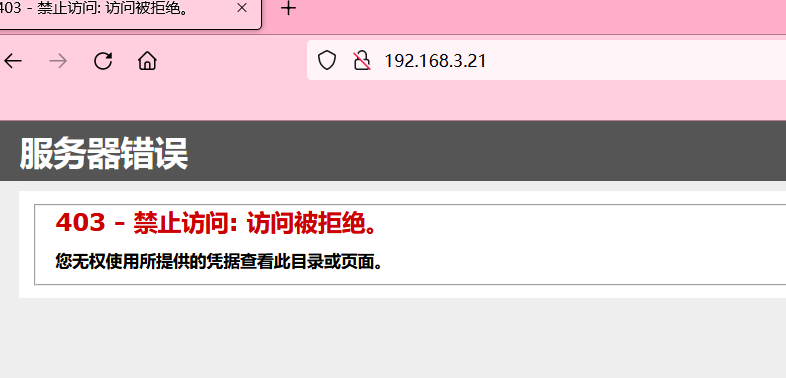 403 - 禁止访问: 访问被拒绝。
192.168.3.21
服务器错误
403 - 禁止访问: 访问被拒绝。
您无权使用所提供的凭据查看此目录或页面。